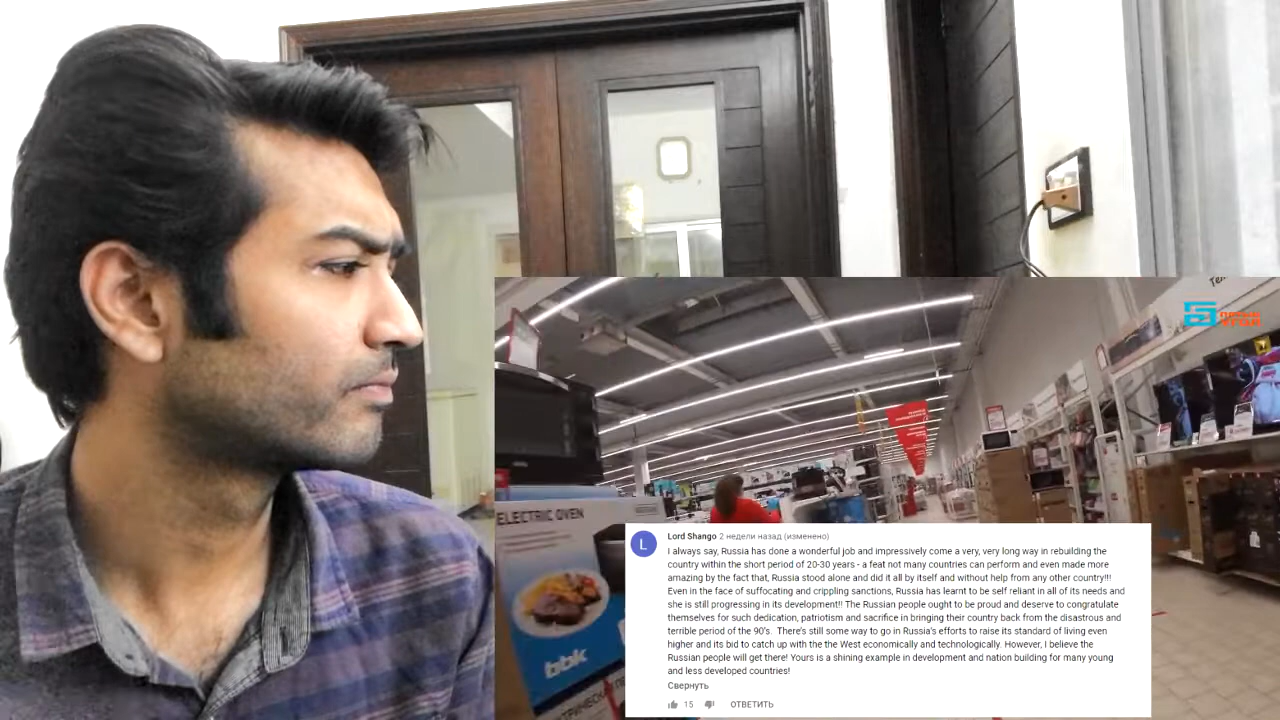 ELECTRIC OVEN
bbk
L
Lord Shango 2 недели назад (изменено)
I always say, Russia has done a wonderful job and impressively come a very, very long way in rebuilding the
country within the short period of 20-30 years - a feat not many countries can perform and even made more
amazing by the fact that, Russia stood alone and did it all by itself and without help from any other country!!!
Even in the face of suffocating and crippling sanctions, Russia has learnt to be self reliant in all of its needs and
she is still progressing in its development!! The Russian people ought to be proud and deserve to congratulate
themselves for such dedication, patriotism and sacrifice in bringing their country back from the disastrous and
terrible period of the 90's. There's still some way to go in Russia's efforts to raise its standard of living even
higher and its bid to catch up with the the West economically and technologically. However, I believe the
Russian people will get there! Yours is a shining example in development and nation building for many young
and less developed countries!
Свернуть
15 ОТВЕТИТЬ